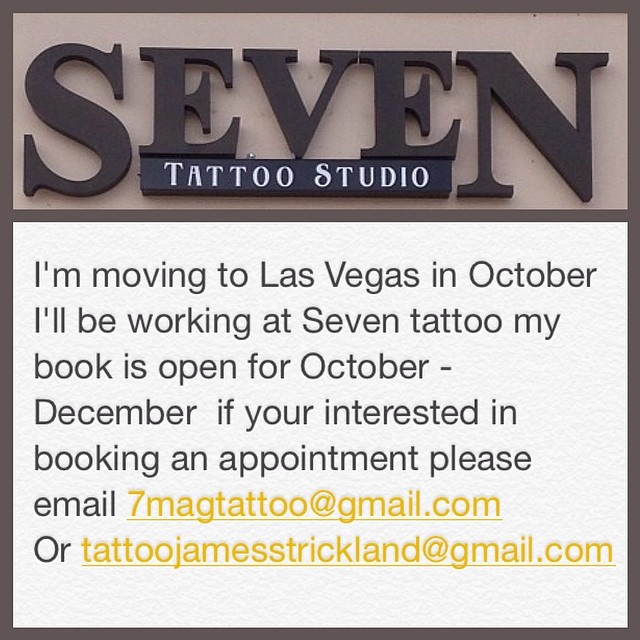 SEVEN
TATTOO STUDIO
I'm moving to Las Vegas in October
I'll be working at Seven tattoo my
book is open for October -
December  if your interested in
booking an appointment please
email 7magtattoo@gmail.com
Or tattoojamesstrickland@gmail.com